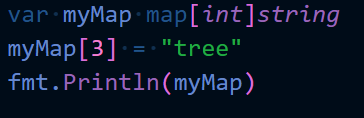 var myMap map[int]string
myMap[3] = "tree"
fmt.Println(myMap)